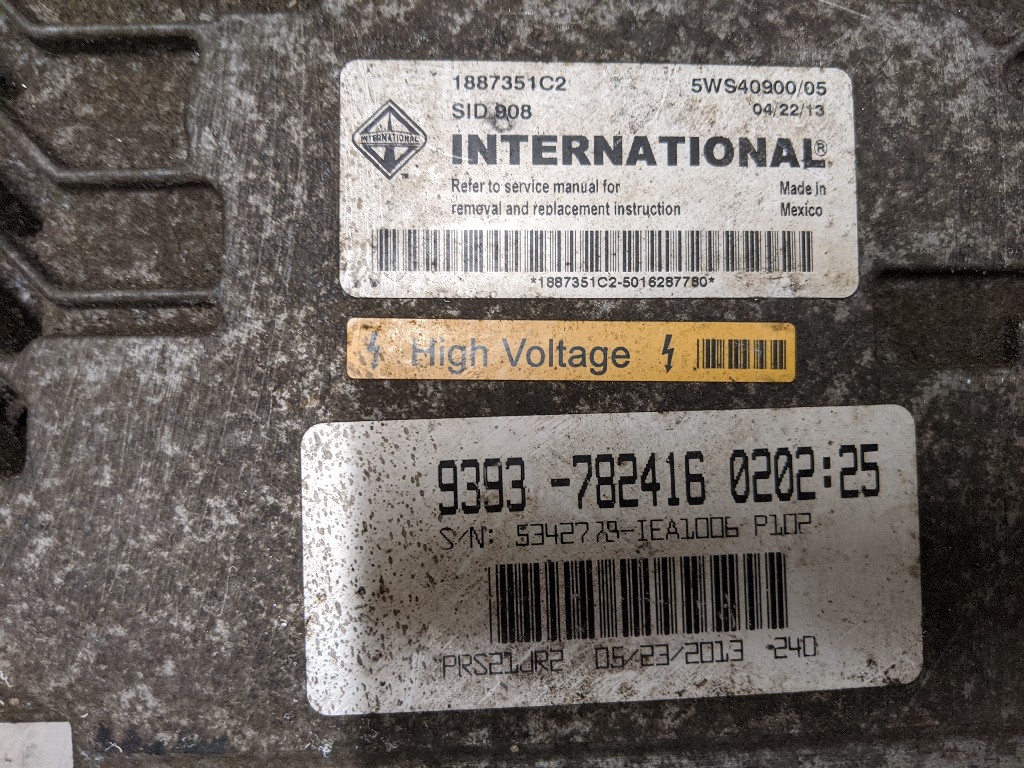 1887351C2 5WS40900/05
SID 908 04/22/13
INTERNATIONAL
INTERNATIONAL®
Refer to service manual for Made in
removal and replacement instruction Mexico
*1887351C2-5016287780*
High Voltage
9393 -782416 0202:25
S/N: 5342779-IEA1006 P102
PRS21JR2 05/23/2013 240